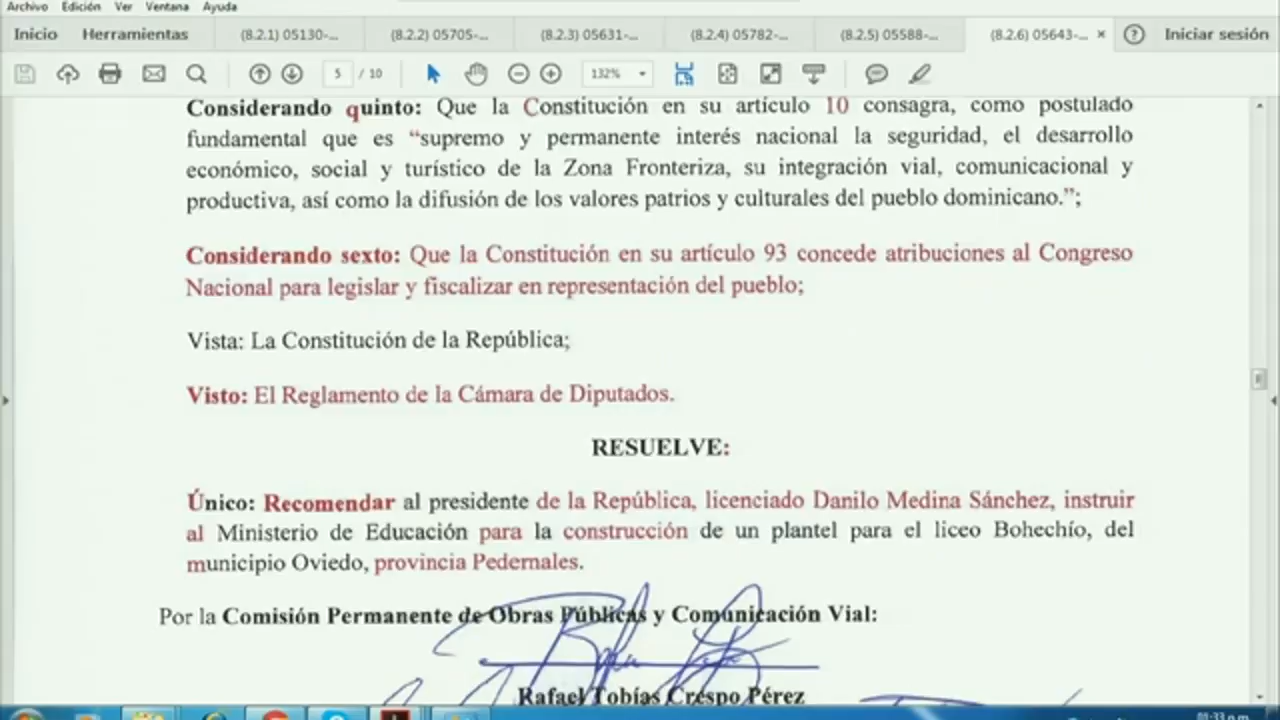 Archivo Edición Ver Ventana Ayuda
Inicio Herramientas (8.2.1) 05130-... (8.2.2) 05705-... (8.2.3) 05631-... (8.2.4) 05782-... (8.2.5) 05588-... (8.2.6) 05643-... × ? Iniciar sesión
5 / 10 132%
Considerando quinto: Que la Constitución en su artículo 10 consagra, como postulado
fundamental que es “supremo y permanente interés nacional la seguridad, el desarrollo
económico, social y turístico de la Zona Fronteriza, su integración vial, comunicacional y
productiva, así como la difusión de los valores patrios y culturales del pueblo dominicano.”;
Considerando sexto: Que la Constitución en su artículo 93 concede atribuciones al Congreso
Nacional para legislar y fiscalizar en representación del pueblo;
Vista: La Constitución de la República;
Visto: El Reglamento de la Cámara de Diputados.
RESUELVE:
Único: Recomendar al presidente de la República, licenciado Danilo Medina Sánchez, instruir
al Ministerio de Educación para la construcción de un plantel para el liceo Bohechío, del
municipio Oviedo, provincia Pedernales.
Por la Comisión Permanente de Obras Públicas y Comunicación Vial:
Rafael Tobías Crespo Pérez